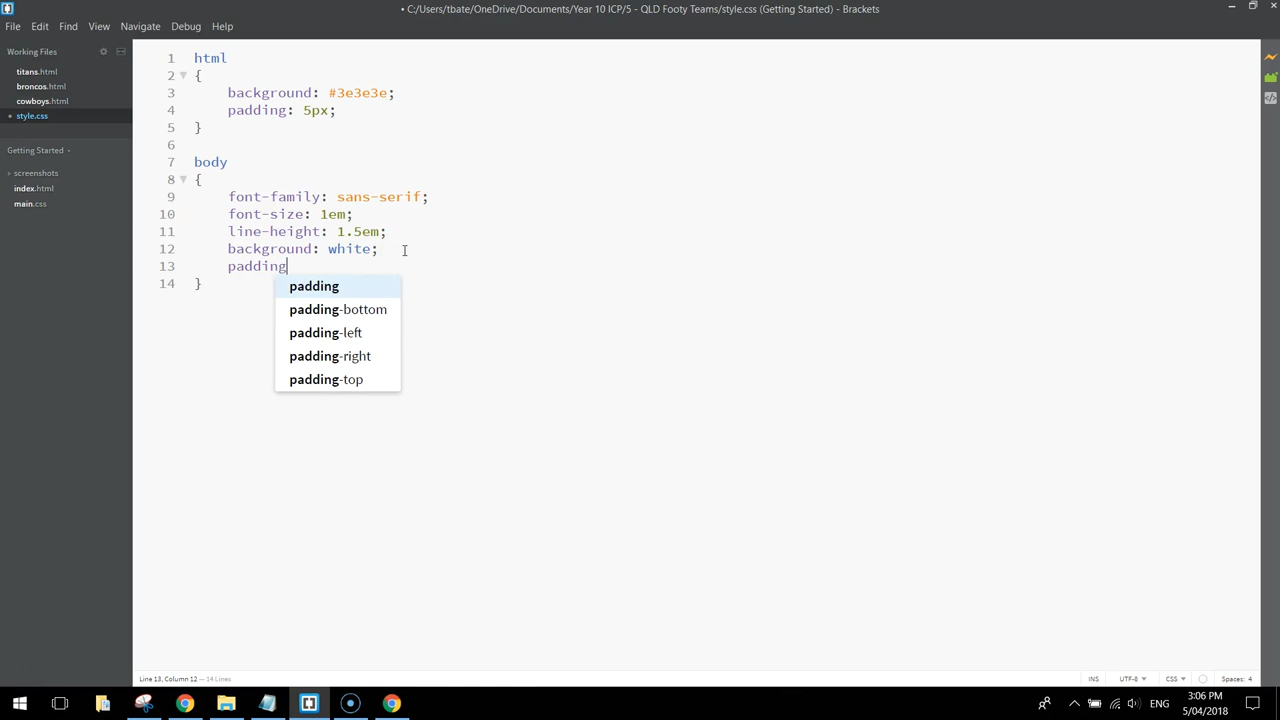 • C:/Users/tbate/OneDrive/Documents/Year 10 ICP/5 - QLD Footy Teams/style.css (Getting Started) - Brackets
File Edit Find View Navigate Debug Help
Working Files
titans.html
broncos.html
cowboys.html
• style.css
Getting Started
screenshots
index.html
main.css
1 html
2 {
3 background: #3e3e3e;
4 padding: 5px;
5 }
6
7 body
8 {
9 font-family: sans-serif;
10 font-size: 1em;
11 line-height: 1.5em;
12 background: white;
13 padding
14 }
padding
padding-bottom
padding-left
padding-right
padding-top
Line 13, Column 12 — 14 Lines
INS UTF-8 CSS Spaces: 4
ENG 3:06 PM
5/04/2018